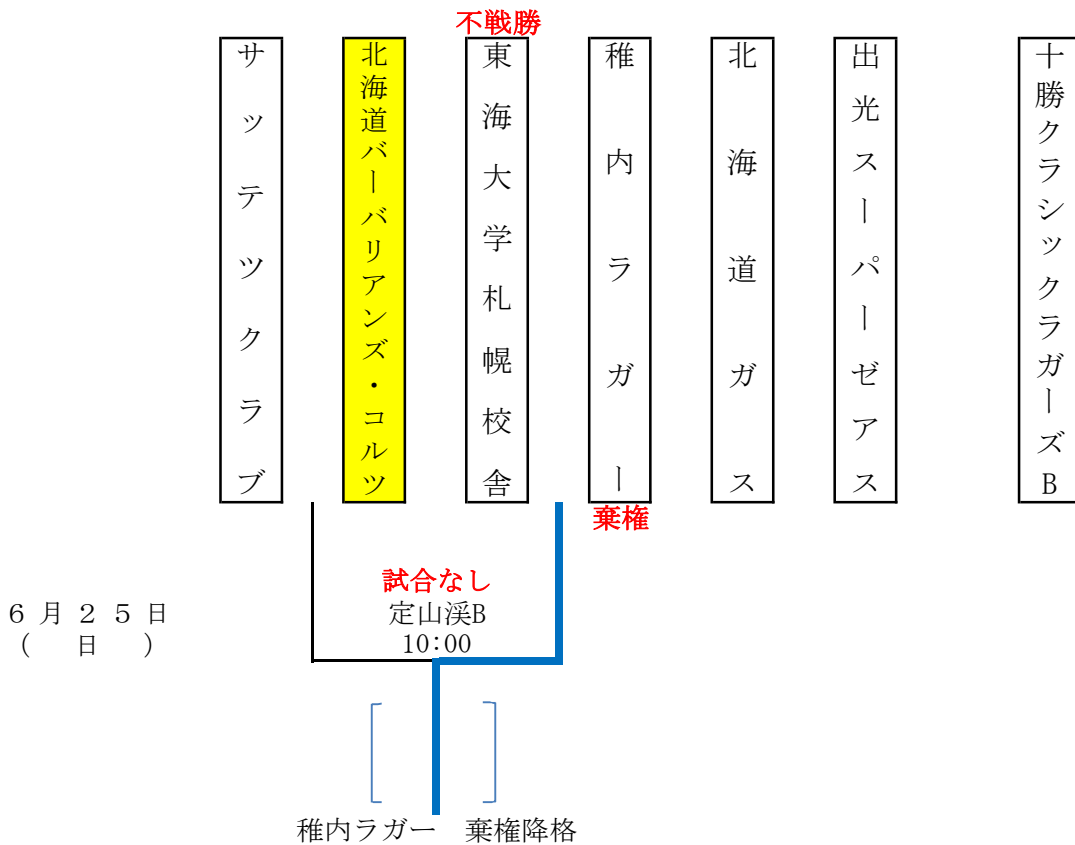 不戦勝
サッテツクラブ
北海道バーバリアンズ・コルツ
東海大学札幌校舎
稚内ラガー
北海道ガス
出光スーパーゼアス
十勝クラシックラガーズB
棄権
試合なし
６月２５日
(　日　)
定山渓B
10:00
稚内ラガー　棄権降格